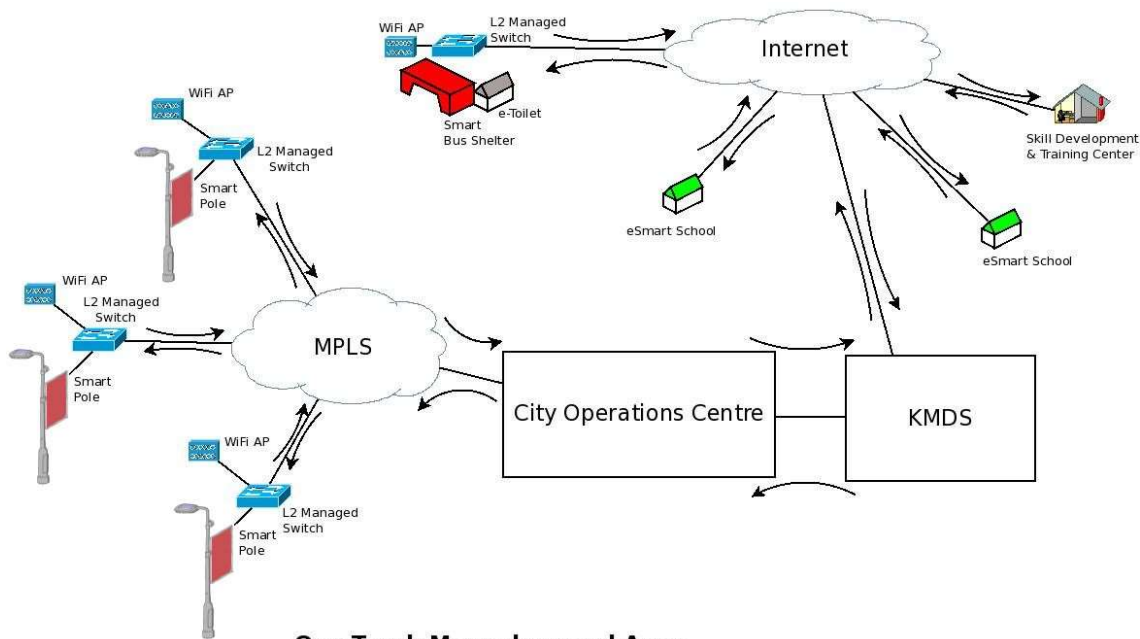 WiFi AP
L2 Managed
Switch
Internet
e-Toilet
Smart
Bus Shelter
Skill Development
& Training Center
eSmart School
eSmart School
WiFi AP
L2 Managed
Switch
Smart
Pole
WiFi AP
L2 Managed
Switch
Smart
Pole
MPLS
City Operations Centre
KMDS
WiFi AP
L2 Managed
Switch
Smart
Pole